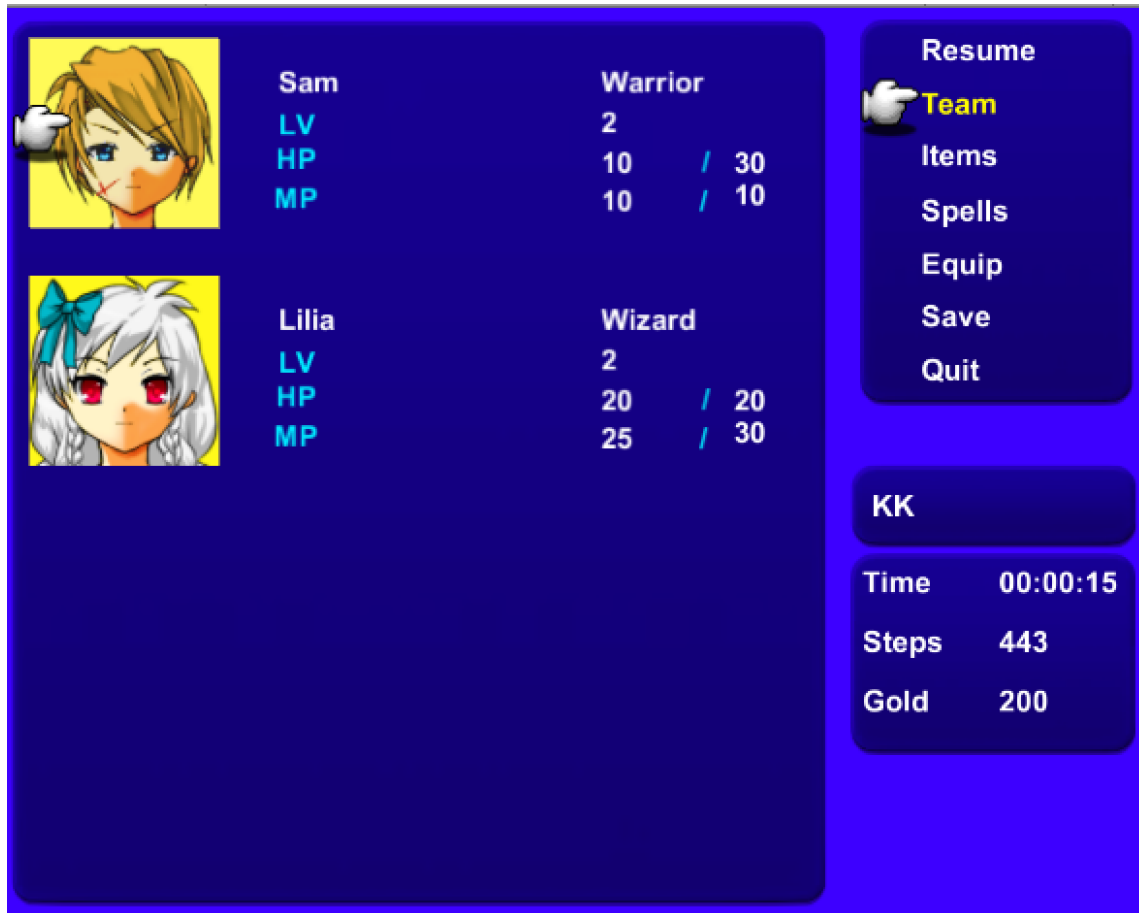 Sam Warrior
LV 2
HP 10 / 30
MP 10 / 10
Lilia Wizard
LV 2
HP 20 / 20
MP 25 / 30
Resume
Team
Items
Spells
Equip
Save
Quit
KK
Time 00:00:15
Steps 443
Gold 200